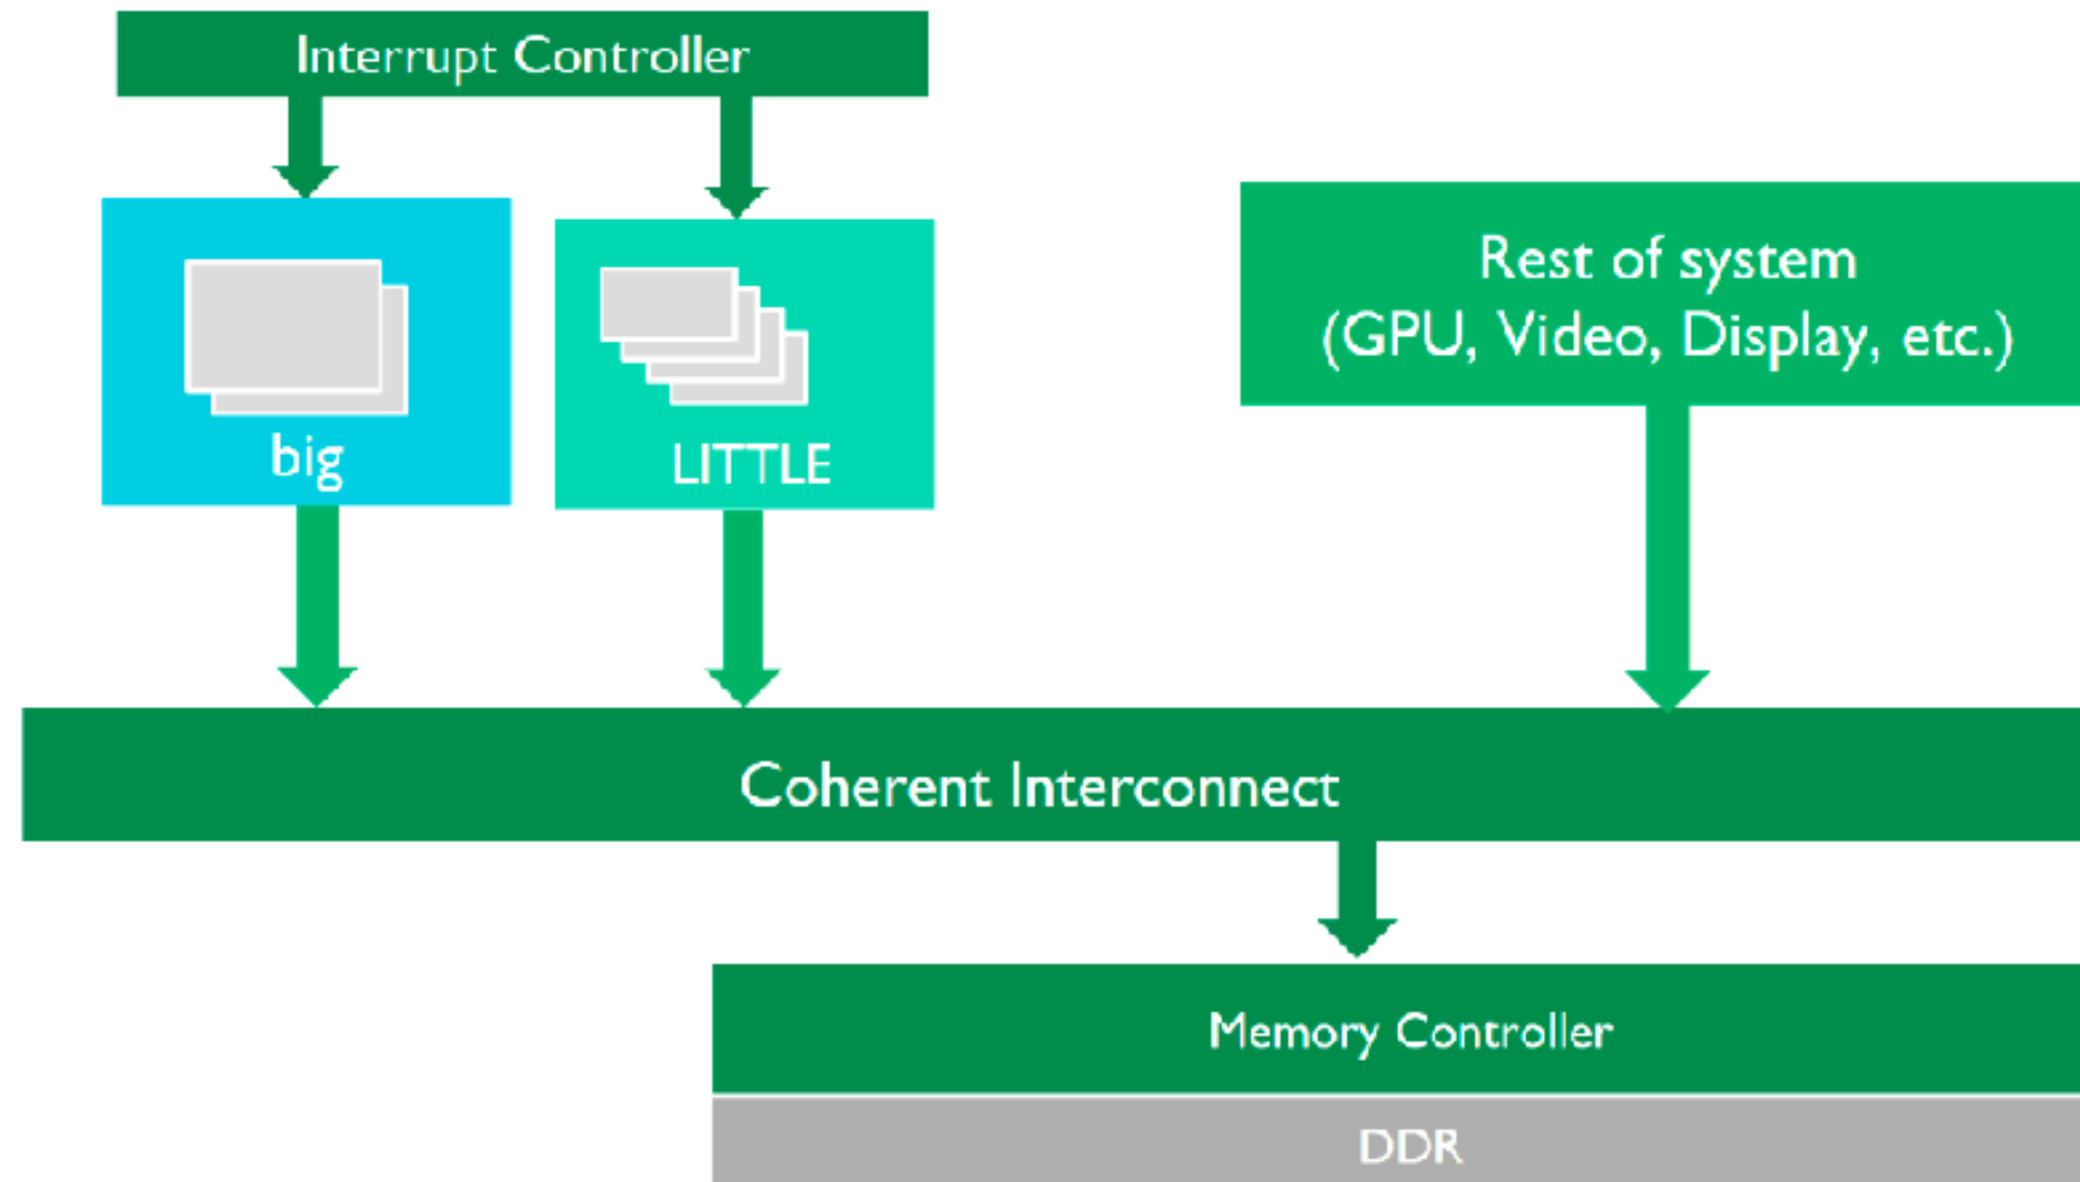 Interrupt Controller
big
LITTLE
Rest of system
(GPU, Video, Display, etc.)
Coherent Interconnect
Memory Controller
DDR